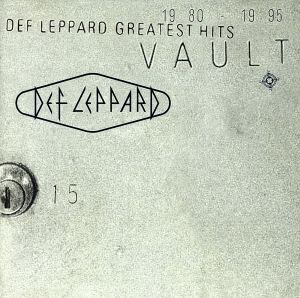 19 80 - 19 95
DEF LEPPARD GREATEST HITS
VAULT
DEF LEPPARD
15